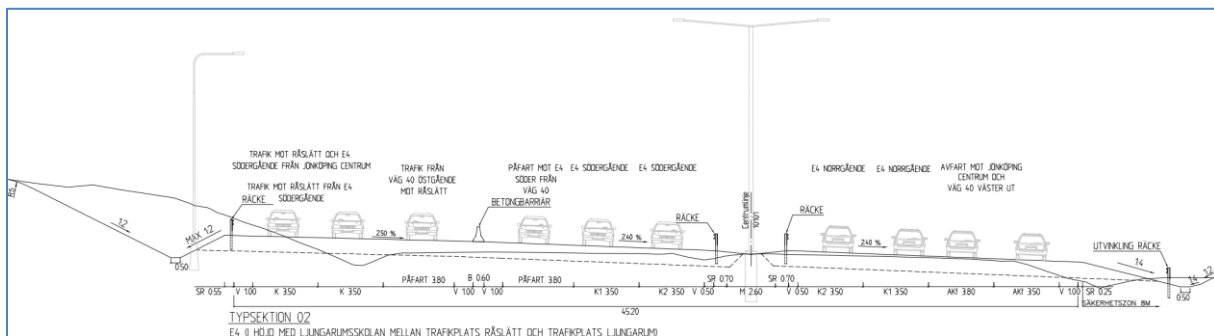 TRAFIK MOT RÅSLÄTT OCH E4
SÖDERGÅENDE FRÅN JÖNKÖPING CENTRUM
TRAFIK MOT RÅSLÄTT FRÅN E4
SÖDERGÅENDE
RÄCKE
TRAFIK FRÅN
VÄG 40 ÖSTGÅENDE
MOT RÅSLÄTT
BETONGBARRIÄR
PÅFART MOT E4
SÖDER FRÅN
VÄG 40
E4 SÖDERGÅENDE
E4 SÖDERGÅENDE
RÄCKE
Centrumlinje
10101
RÄCKE
E4 NORRGÅENDE
E4 NORRGÅENDE
AVFART MOT JÖNKÖPING
CENTRUM OCH
VÄG 40 VÄSTER UT
UTVINKLING RÄCKE
R5
1:2
MAX 1:2
0.50
2.50 %
2.40 %
2.40 %
1:4
1:4
1:2
0.50
SR 0.55
V 1.00
K 3.50
K 3.50
PÅFART 3.80
V 1.00
B 0.60
V 1.00
PÅFART 3.80
K1 3.50
K2 3.50
V 0.50
SR 0.70
M 2.60
SR 0.70
V 0.50
K2 3.50
K1 3.50
AKf 3.80
AKf 3.50
V 1.00
SR 0.25
SÄKERHETSZON 8M
45.20
TYPSEKTION 02
E4 (I HÖJD MED LJUNGARUMSSKOLAN MELLAN TRAFIKPLATS RÅSLÄTT OCH TRAFIKPLATS LJUNGARUM)